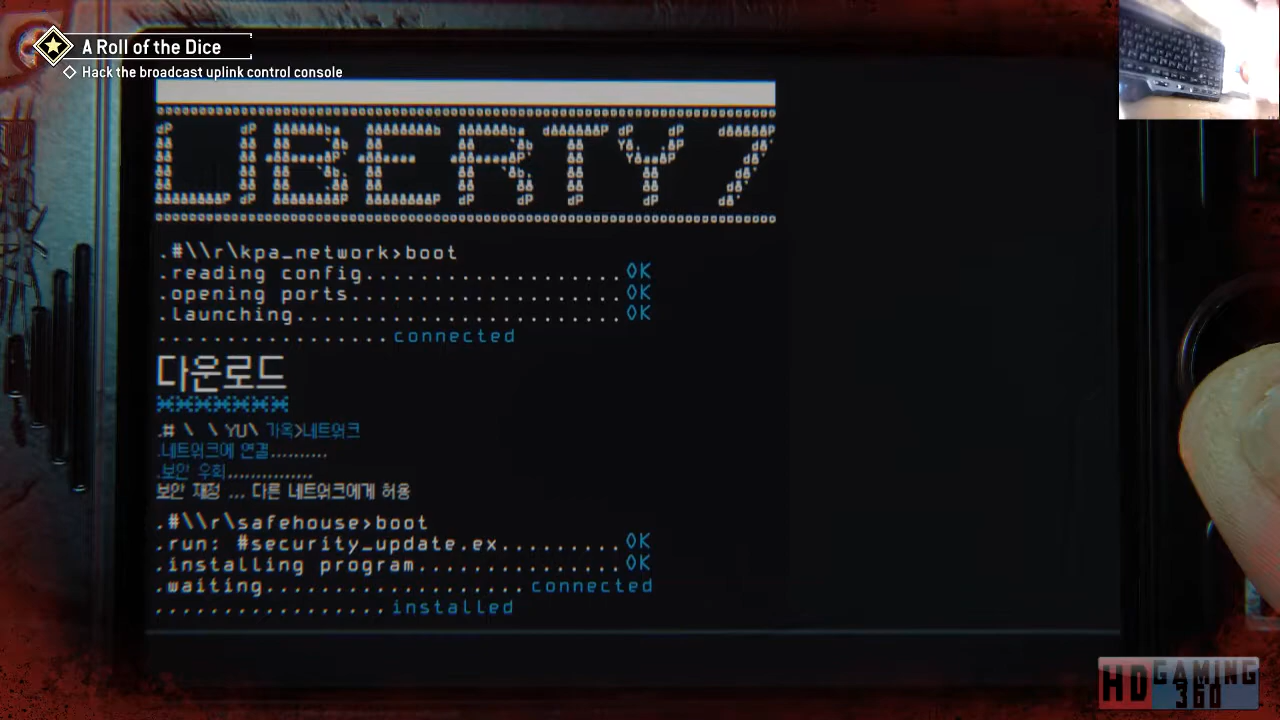 A Roll of the Dice
Hack the broadcast uplink control console
LIBERTY 7
.#\\r\kpa_network>boot
.reading config....................OK
.opening ports.....................OK
.launching.........................OK
..................connected
다운로드
.# \ \ YU\ 가옥>네트워크
.네트워크에 연결..........
.보안 우회...............
보안 재정 ... 다른 네트워크에게 허용
.#\\r\safehouse>boot
.run: #security_update.ex.........OK
.installing program................OK
.waiting....................connected
..................installed
HD GAMING
360